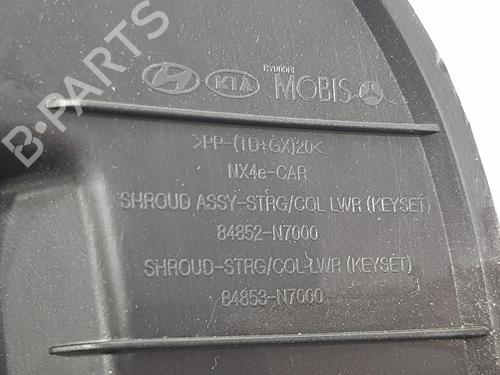 B-PARTS
HYUNDAI
KIA MOBIS
>PP-(TD+GX)20<
NX4e-CAR
SHROUD ASSY-STRG/COL LWR (KEYSET)
84852-N7000
SHROUD-STRG/COL-LWR (KEYSET)
84853-N7000